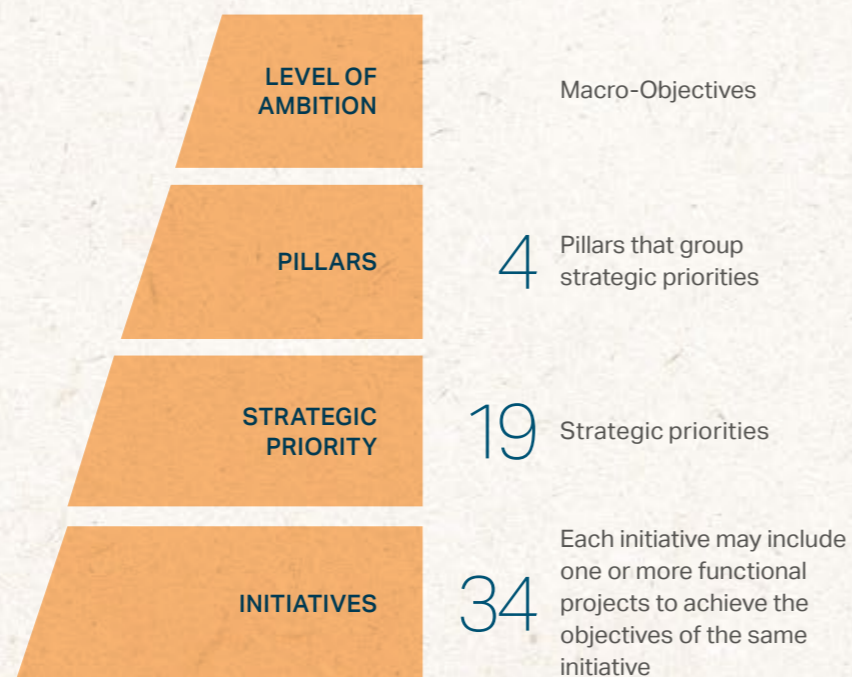 LEVEL OF
AMBITION
Macro-Objectives
PILLARS
4
Pillars that group
strategic priorities
STRATEGIC
PRIORITY
19
Strategic priorities
INITIATIVES
34
Each initiative may include
one or more functional
projects to achieve the
objectives of the same
initiative